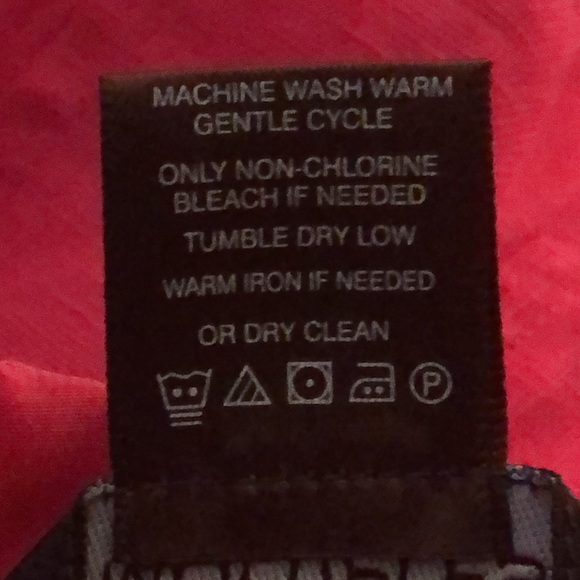 MACHINE WASH WARM
GENTLE CYCLE
ONLY NON-CHLORINE
BLEACH IF NEEDED
TUMBLE DRY LOW
WARM IRON IF NEEDED
OR DRY CLEAN
P